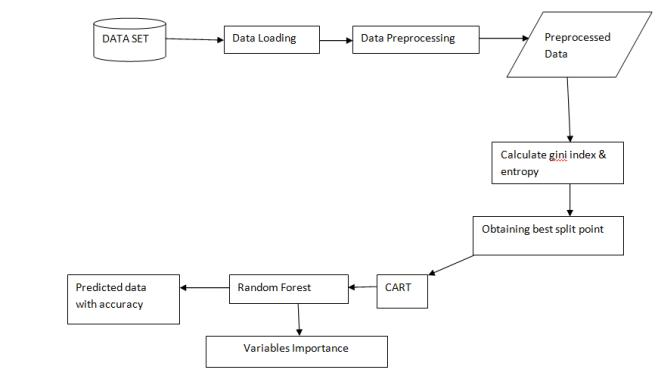 DATA SET
Data Loading
Data Preprocessing
Preprocessed
Data
Calculate gini index &
entropy
Obtaining best split point
CART
Random Forest
Predicted data
with accuracy
Variables Importance